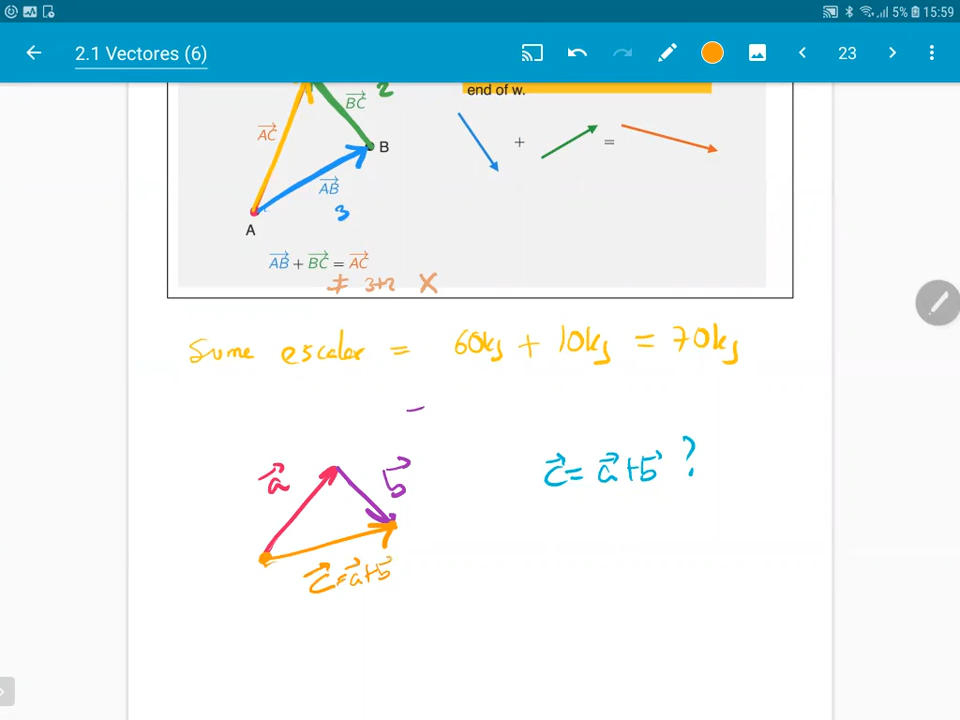 5% 15:59
2.1 Vectores (6)
23
end of w.
BC 2
AC
B
+ =
AB
3
A
AB + BC = AC
≠ 3+2 X
Suma escalar = 60kg + 10kg = 70kg
a b
c = a + b ?
c = a + b